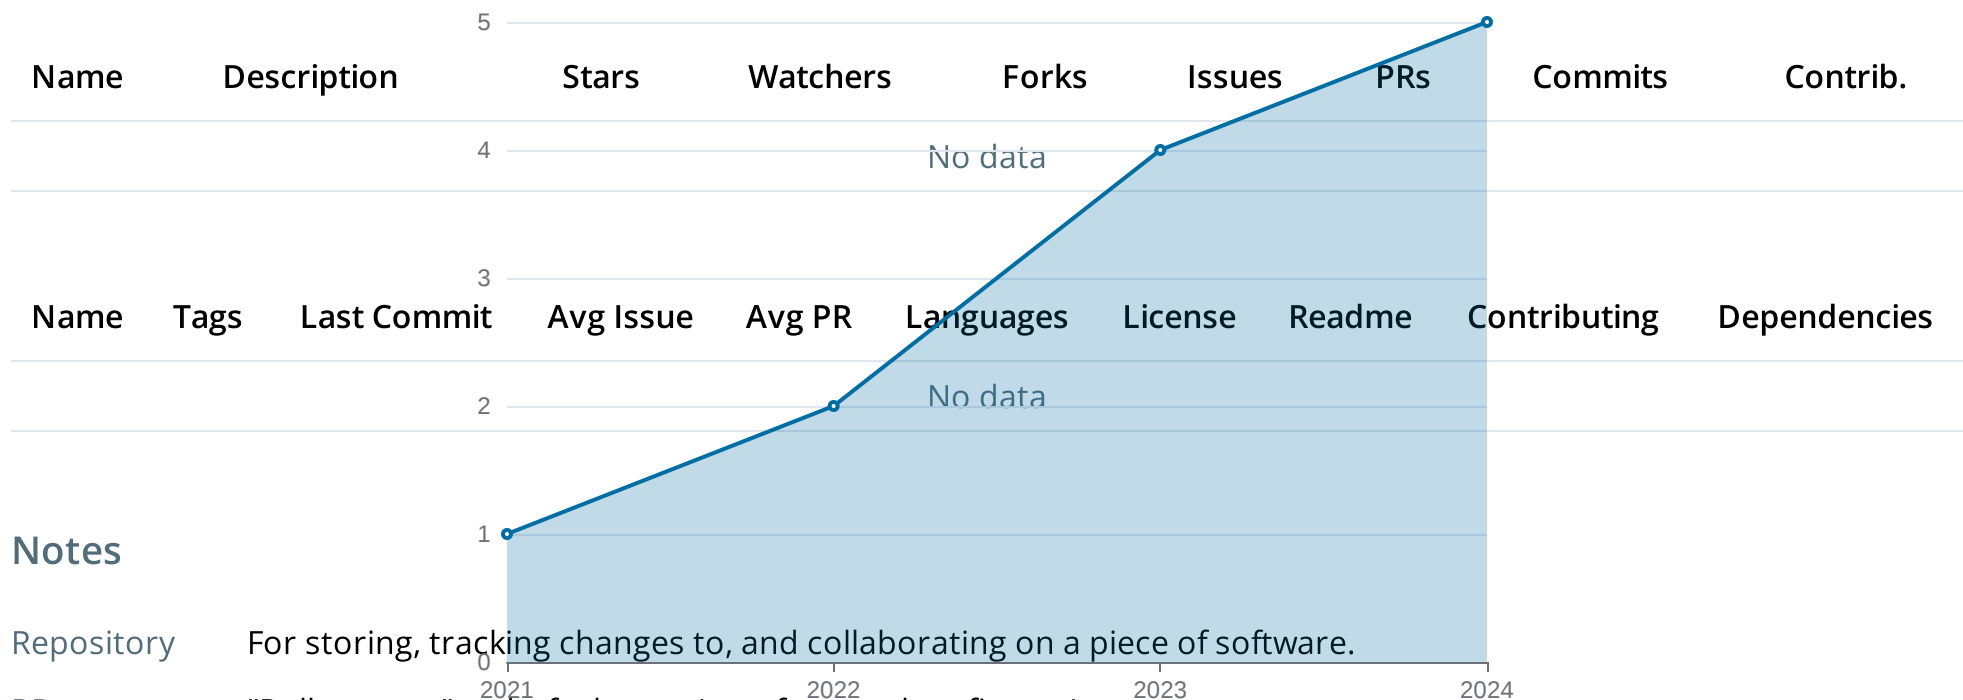 5
Name Description Stars Watchers Forks Issues PRs Commits Contrib.
4
No data
3
Name Tags Last Commit Avg Issue Avg PR Languages License Readme Contributing Dependencies
No data
2
1
Notes
Repository For storing, tracking changes to, and collaborating on a piece of software.
0
2021 2022 2023 2024